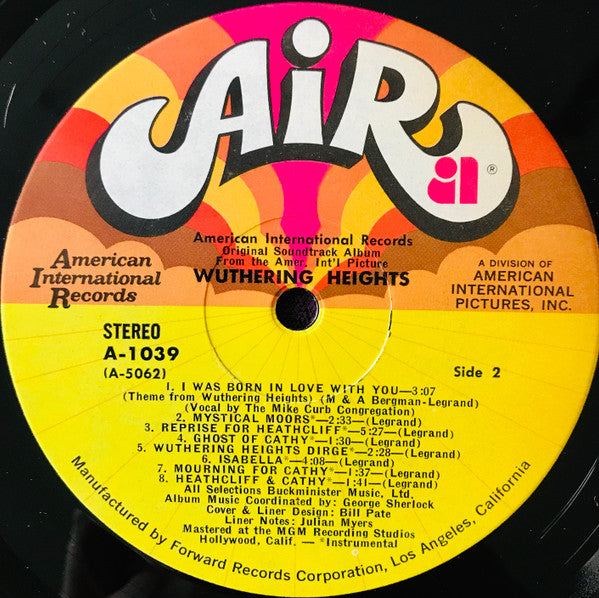 AiR
a ®
American International Records
Original Soundtrack Album
From the Amer. Int'l Picture
WUTHERING HEIGHTS
American
International
Records
A DIVISION OF
AMERICAN
INTERNATIONAL
PICTURES, INC.
STEREO
A-1039
(A-5062)
Side 2
1. I WAS BORN IN LOVE WITH YOU—3:07
(Theme from Wuthering Heights) (M & A Bergman-Legrand)
(Vocal by The Mike Curb Congregation)
2. MYSTICAL MOORS*—2:33—(Legrand)
3. REPRISE FOR HEATHCLIFF*—5:27—(Legrand)
4. GHOST OF CATHY*—1:30—(Legrand)
5. WUTHERING HEIGHTS DIRGE*—2:28—(Legrand)
6. ISABELLA*—4:08—(Legrand)
7. MOURNING FOR CATHY*—1:37—(Legrand)
8. HEATHCLIFF & CATHY*—1:41—(Legrand)
All Selections Buckminister Music, Ltd.
Album Music Coordinated by: George Sherlock
Cover & Liner Design: Bill Pate
Liner Notes: Julian Myers
Mastered at the MGM Recording Studios
Hollywood, Calif. — *Instrumental
Manufactured by Forward Records Corporation, Los Angeles, California